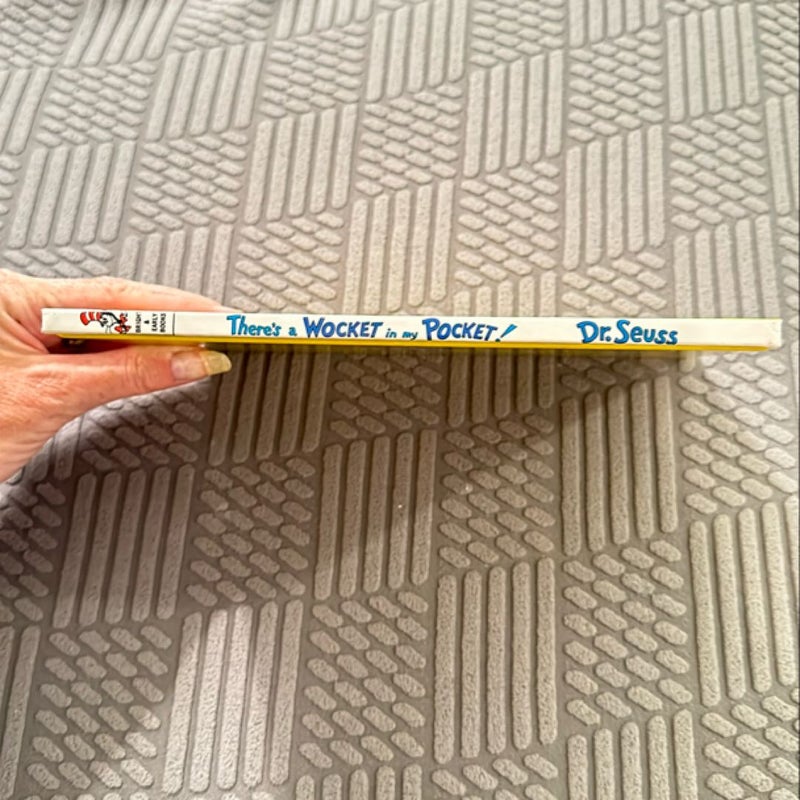 BRIGHT
&
EARLY
BOOKS
There's a WOCKET in my POCKET!
Dr. Seuss